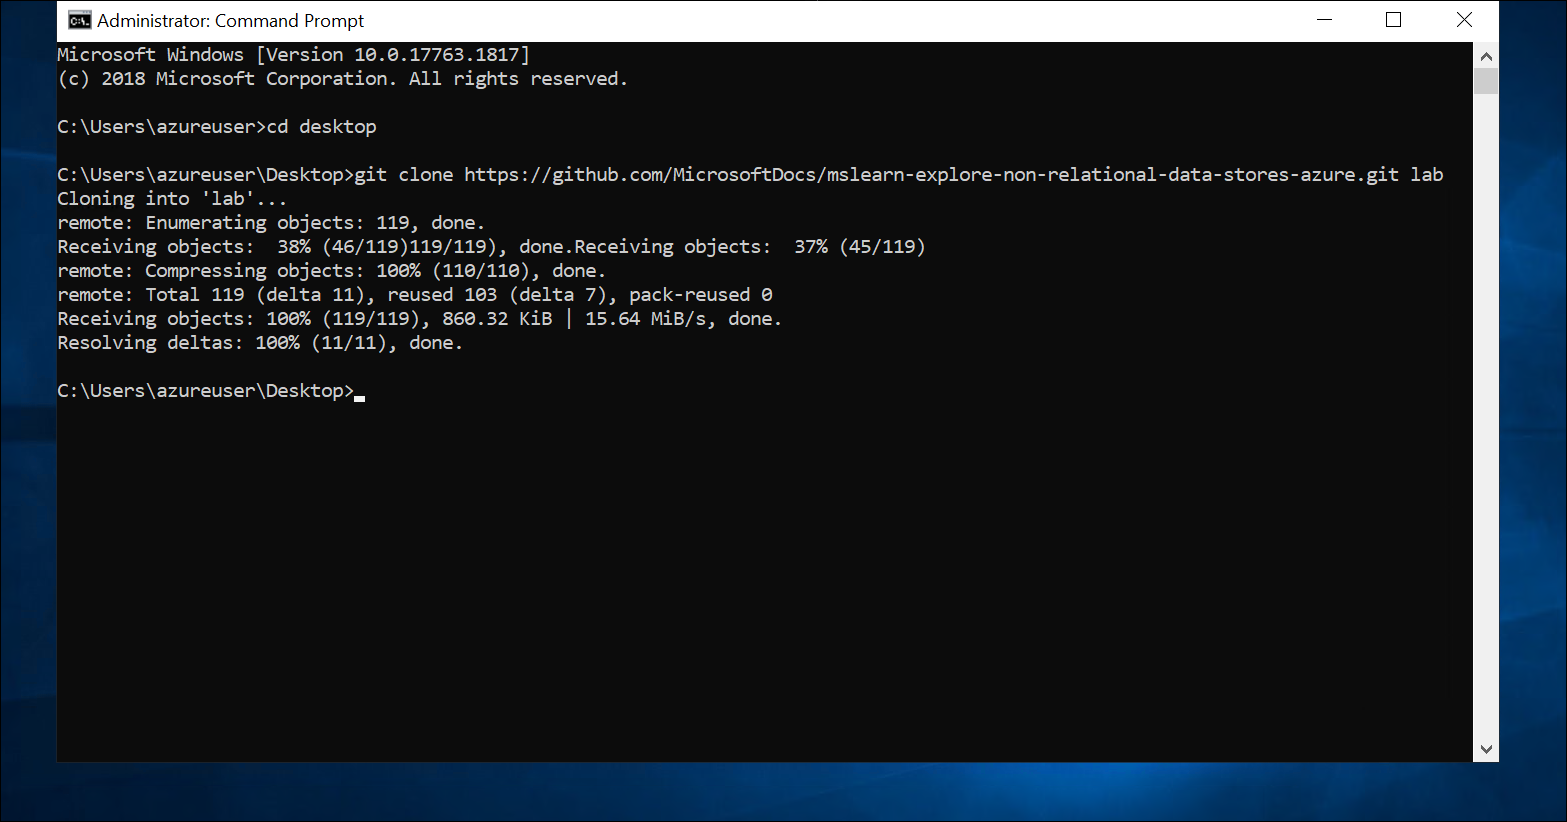 Administrator: Command Prompt
Microsoft Windows [Version 10.0.17763.1817]
(c) 2018 Microsoft Corporation. All rights reserved.
C:\Users\azureuser>cd desktop
C:\Users\azureuser\Desktop>git clone https://github.com/MicrosoftDocs/mslearn-explore-non-relational-data-stores-azure.git lab
Cloning into 'lab'...
remote: Enumerating objects: 119, done.
Receiving objects:  38% (46/119)119/119), done.Receiving objects:  37% (45/119)
remote: Compressing objects: 100% (110/110), done.
remote: Total 119 (delta 11), reused 103 (delta 7), pack-reused 0
Receiving objects: 100% (119/119), 860.32 KiB | 15.64 MiB/s, done.
Resolving deltas: 100% (11/11), done.
C:\Users\azureuser\Desktop>